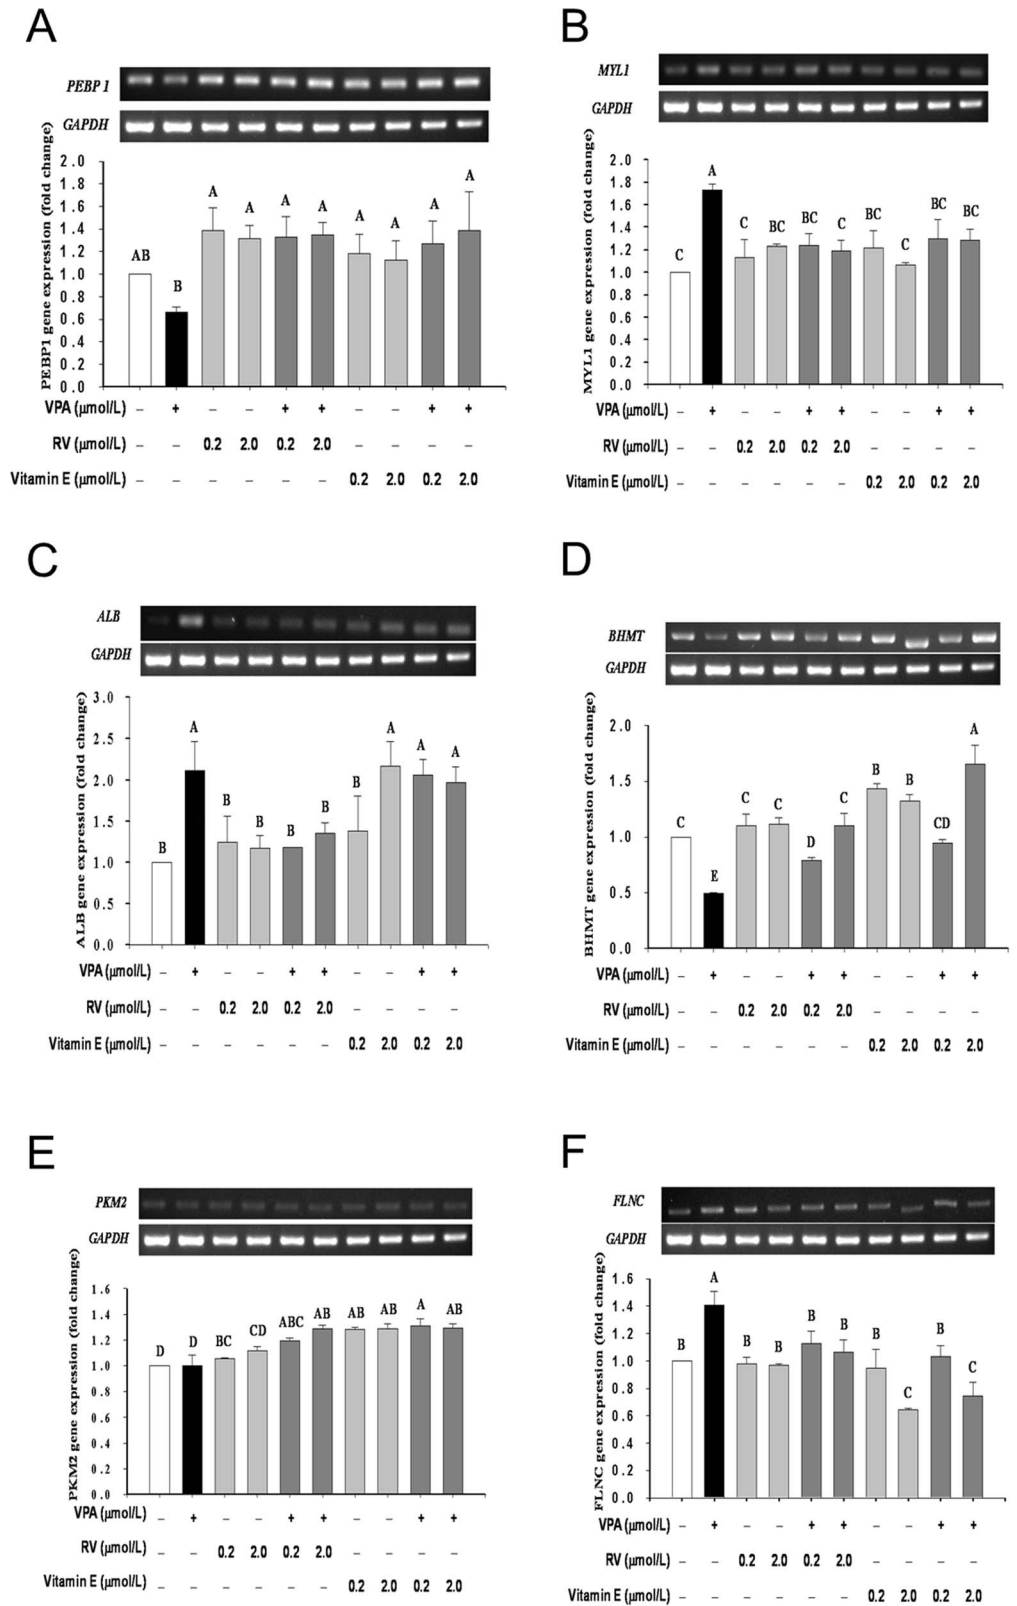 A
PEBP 1
GAPDH
PEBP1 gene expression (fold change)
2.0
1.8
1.6
1.4
1.2
1.0
0.8
0.6
0.4
0.2
0.0
AB B A A A A A A A A
VPA (μmol/L) – + – – + + – – + +
RV (μmol/L) – – 0.2 2.0 0.2 2.0 – – – –
Vitamin E (μmol/L) – – – – – – 0.2 2.0 0.2 2.0
B
MYL1
GAPDH
MYL1 gene expression (fold change)
2.0
1.8
1.6
1.4
1.2
1.0
0.8
0.6
0.4
0.2
0.0
C A C BC BC C BC C BC BC
VPA (μmol/L) – + – – + + – – + +
RV (μmol/L) – – 0.2 2.0 0.2 2.0 – – – –
Vitamin E (μmol/L) – – – – – – 0.2 2.0 0.2 2.0
C
ALB
GAPDH
ALB gene expression (fold change)
3.0
2.5
2.0
1.5
1.0
0.5
0.0
B A B B B B B A A A
VPA (μmol/L) – + – – + + – – + +
RV (μmol/L) – – 0.2 2.0 0.2 2.0 – – – –
Vitamin E (μmol/L) – – – – – – 0.2 2.0 0.2 2.0
D
BHMT
GAPDH
BHMT gene expression (fold change)
2.0
1.5
1.0
0.5
0.0
C E C C D C B B CD A
VPA (μmol/L) – + – – + + – – + +
RV (μmol/L) – – 0.2 2.0 0.2 2.0 – – – –
Vitamin E (μmol/L) – – – – – – 0.2 2.0 0.2 2.0
E
PKM2
GAPDH
PKM2 gene expression (fold change)
1.6
1.4
1.2
1.0
0.8
0.6
0.4
0.2
0.0
D D BC CD ABC AB AB AB A AB
VPA (μmol/L) – + – – + + – – + +
RV (μmol/L) – – 0.2 2.0 0.2 2.0 – – – –
Vitamin E (μmol/L) – – – – – – 0.2 2.0 0.2 2.0
F
FLNC
GAPDH
FLNC gene expression (fold change)
1.6
1.4
1.2
1.0
0.8
0.6
0.4
0.2
0.0
B A B B B B B C B C
VPA (μmol/L) – + – – + + – – + +
RV (μmol/L) – – 0.2 2.0 0.2 2.0 – – – –
Vitamin E (μmol/L) – – – – – – 0.2 2.0 0.2 2.0